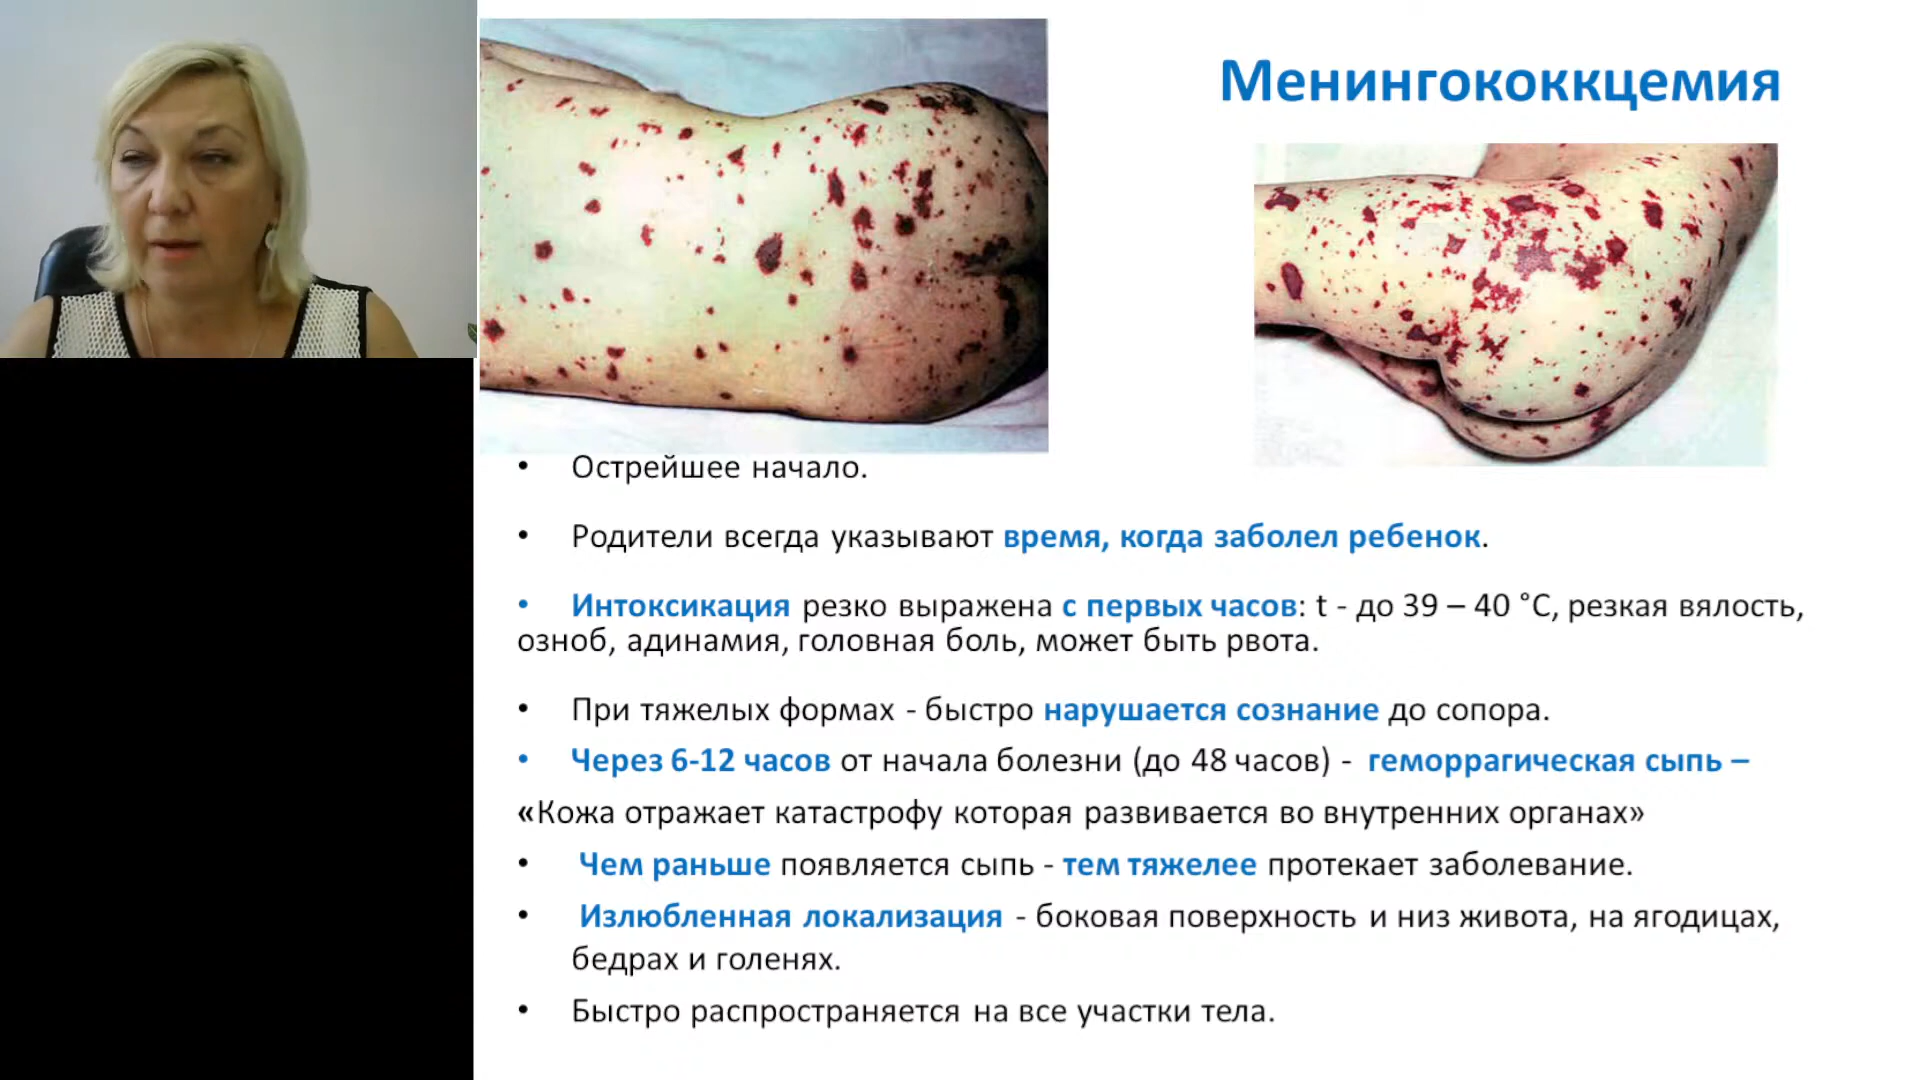 Менингококкцемия
• Острейшее начало.
• Родители всегда указывают время, когда заболел ребенок.
• Интоксикация резко выражена с первых часов: t - до 39 – 40 °С, резкая вялость,
озноб, адинамия, головная боль, может быть рвота.
• При тяжелых формах - быстро нарушается сознание до сопора.
• Через 6-12 часов от начала болезни (до 48 часов) - геморрагическая сыпь –
«Кожа отражает катастрофу которая развивается во внутренних органах»
• Чем раньше появляется сыпь - тем тяжелее протекает заболевание.
• Излюбленная локализация - боковая поверхность и низ живота, на ягодицах,
бедрах и голенях.
• Быстро распространяется на все участки тела.